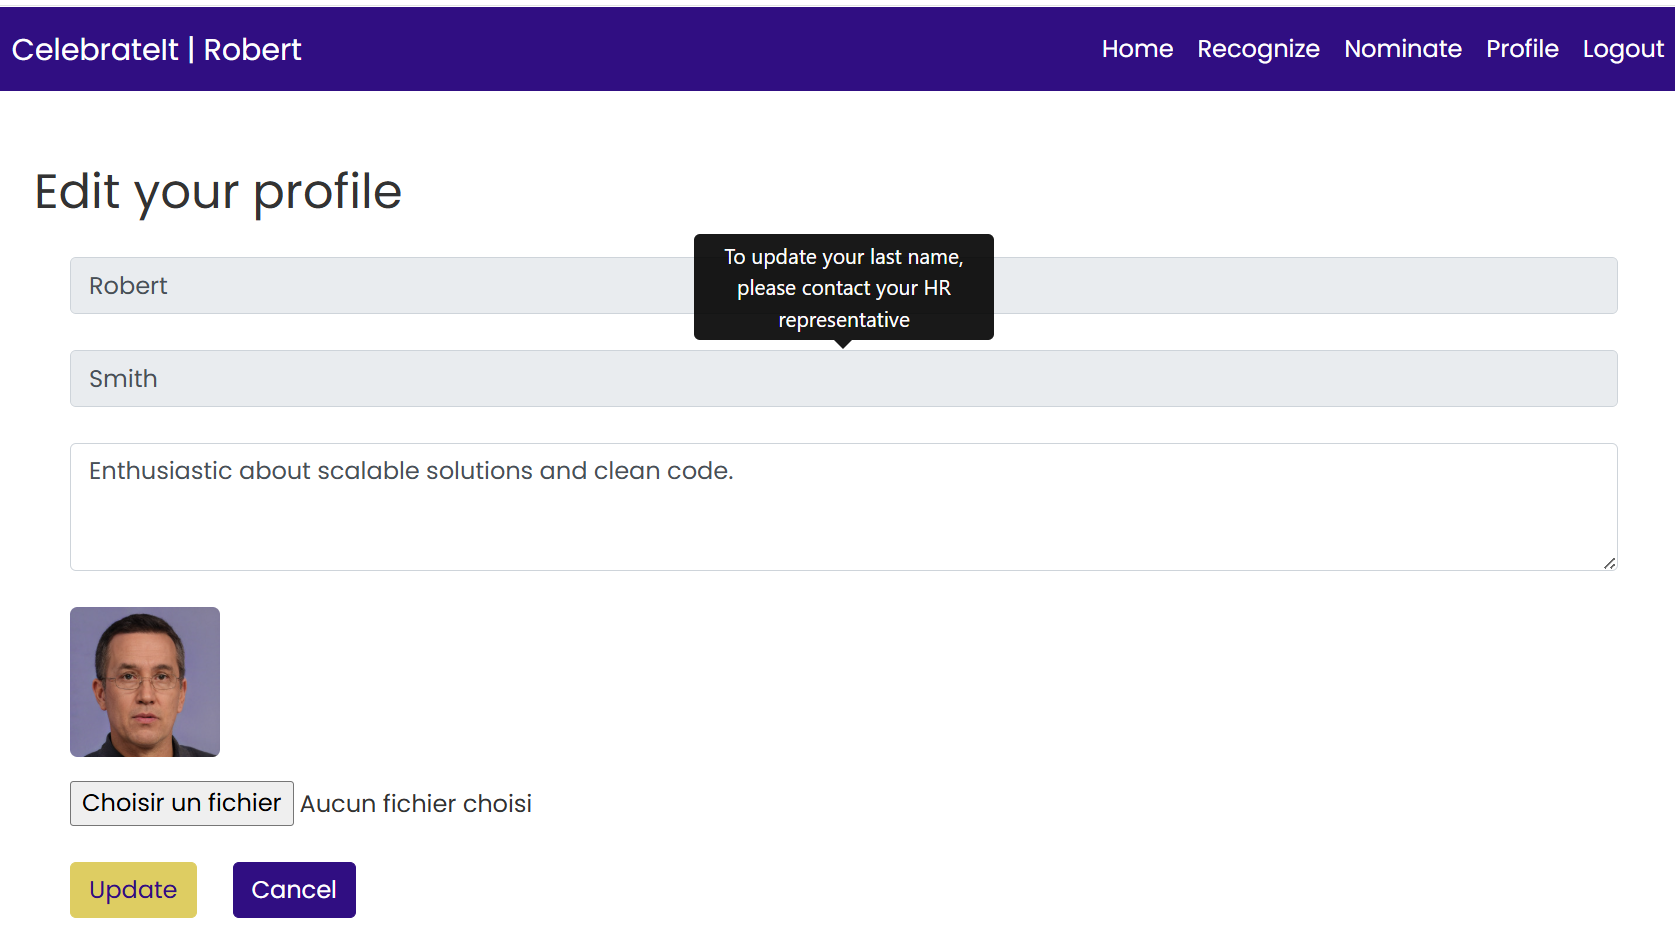 CelebrateIt | Robert
Home Recognize Nominate Profile Logout
Edit your profile
Robert
To update your last name,
please contact your HR
representative
Smith
Enthusiastic about scalable solutions and clean code.
Choisir un fichier Aucun fichier choisi
Update Cancel